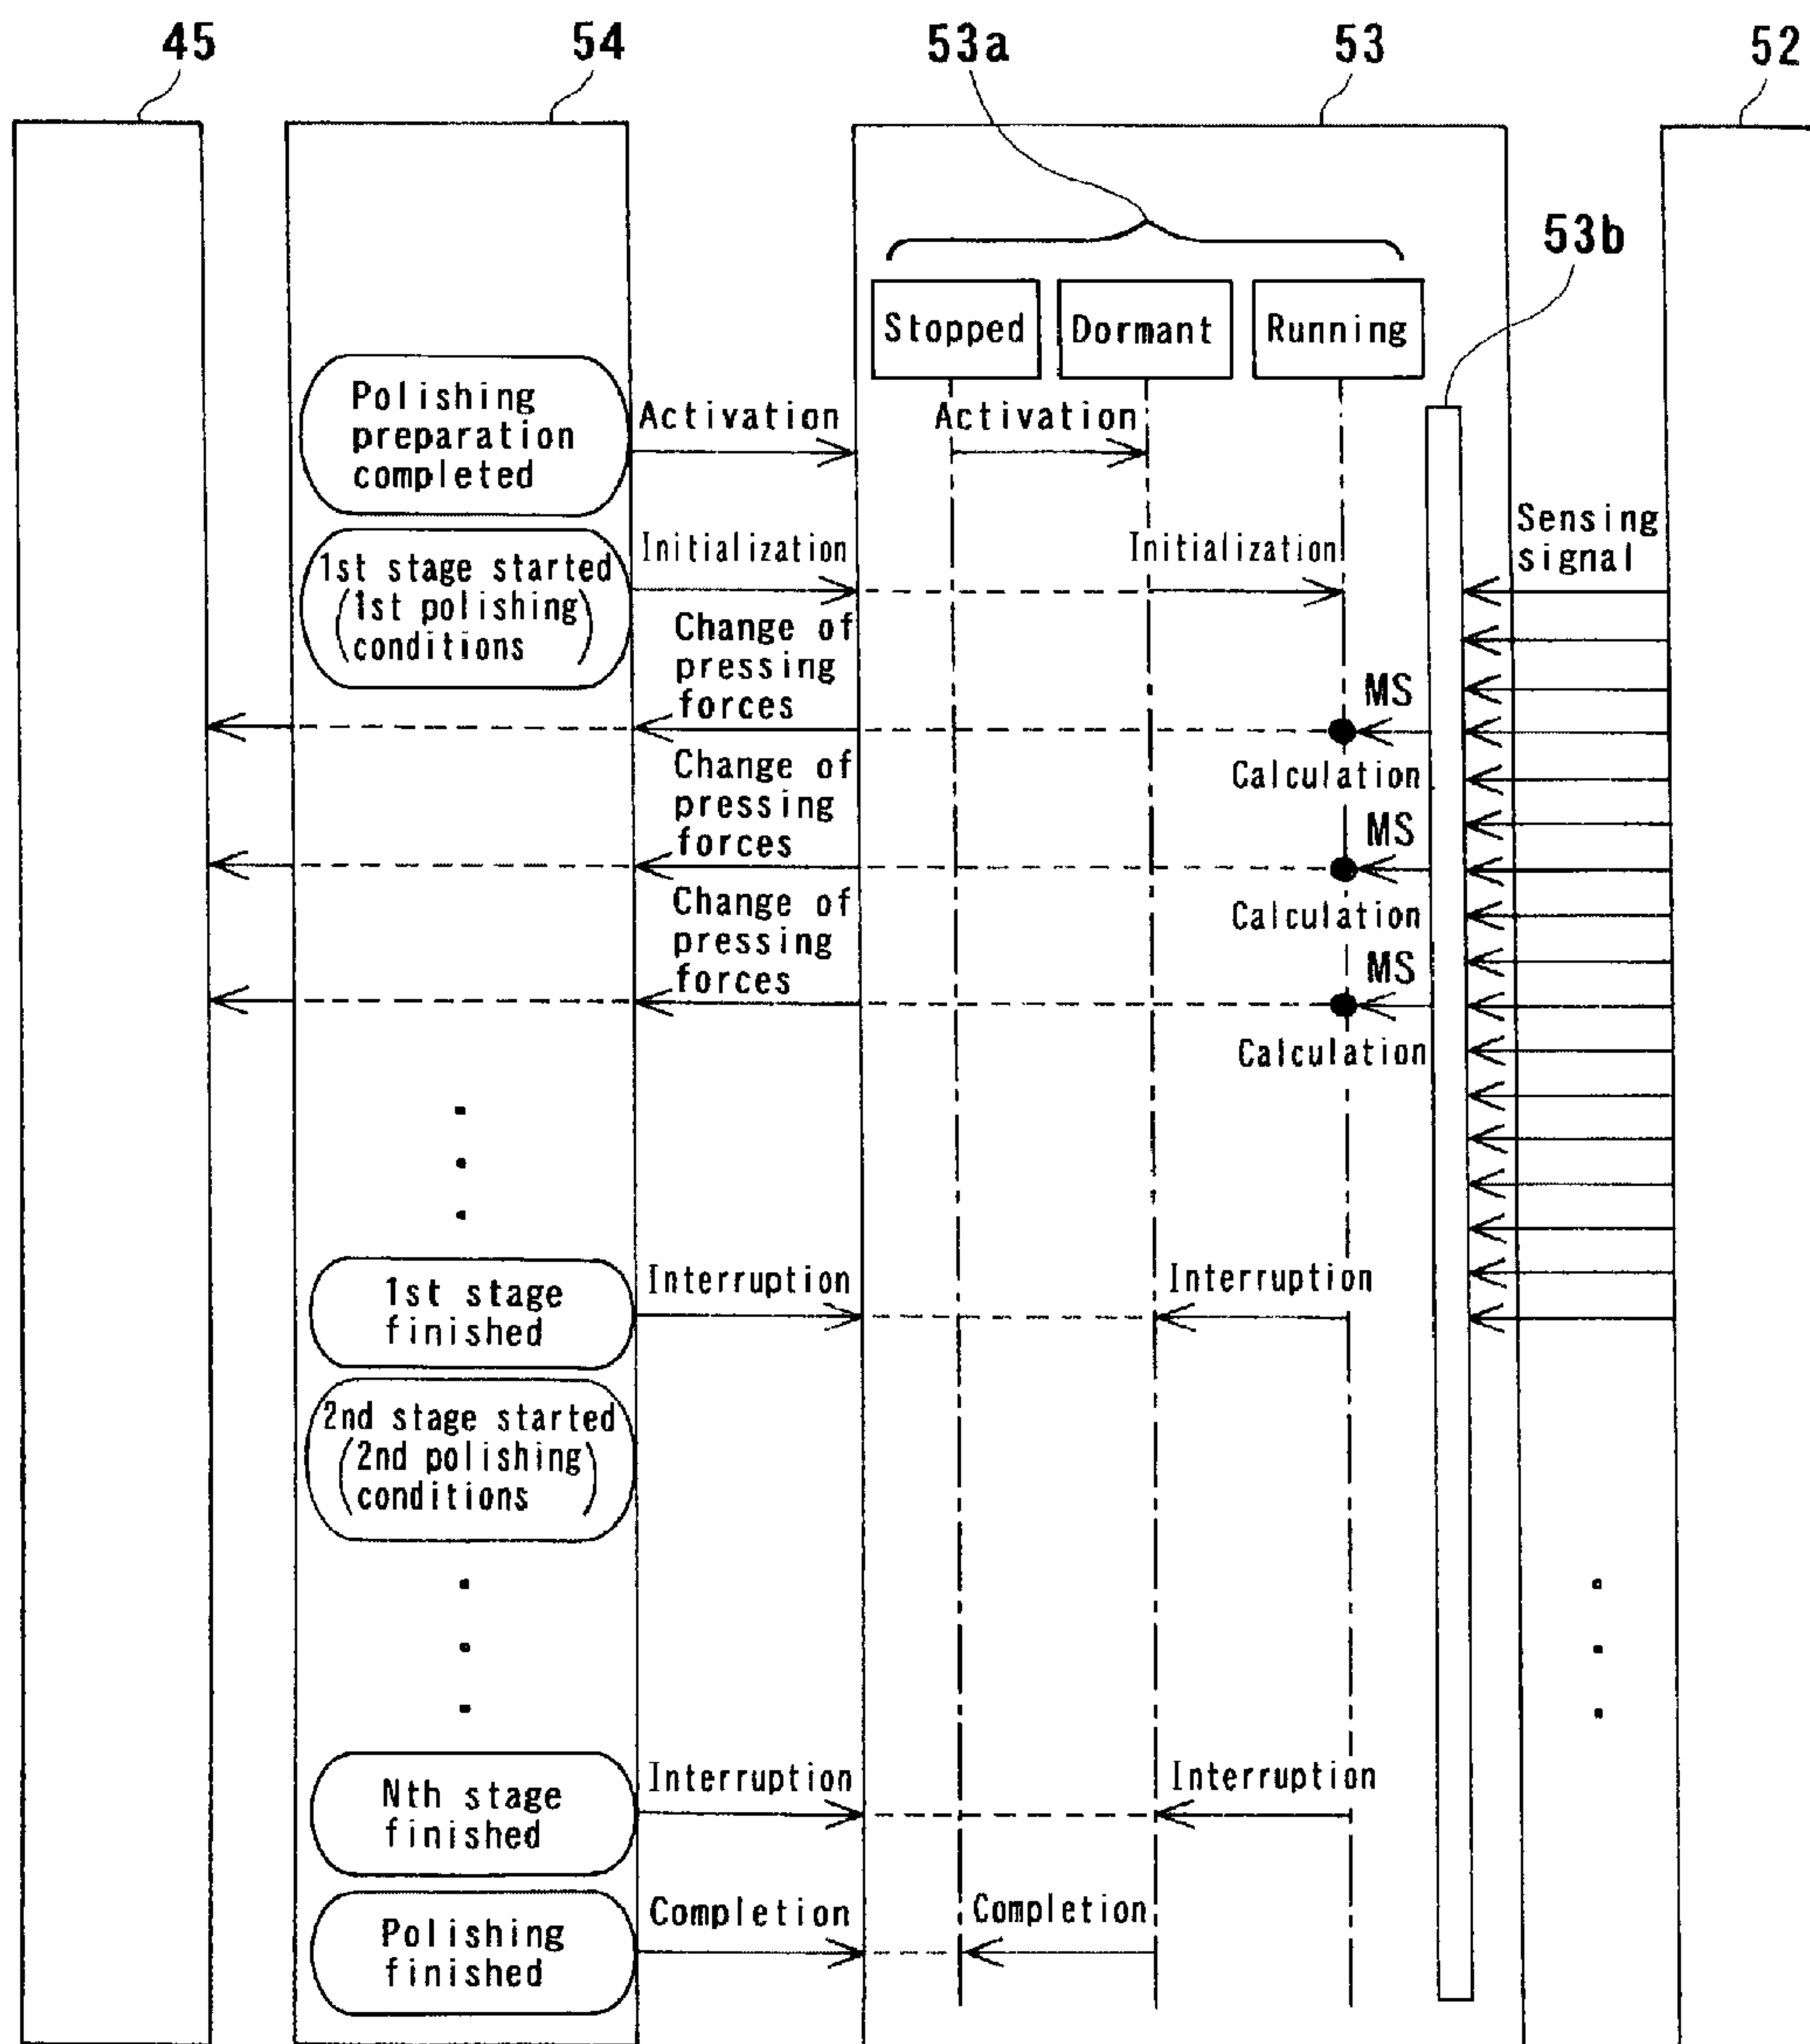 45
54
53a
53
52
53b
Stopped
Dormant
Running
Polishing
preparation
completed
Activation
Activation
Sensing
signal
1st stage started
(1st polishing)
conditions
Initialization
Initialization
Change of
pressing
forces
MS
Calculation
Change of
pressing
forces
MS
Calculation
Change of
pressing
forces
MS
Calculation
1st stage
finished
Interruption
Interruption
2nd stage started
(2nd polishing)
conditions
Nth stage
finished
Interruption
Interruption
Polishing
finished
Completion
Completion